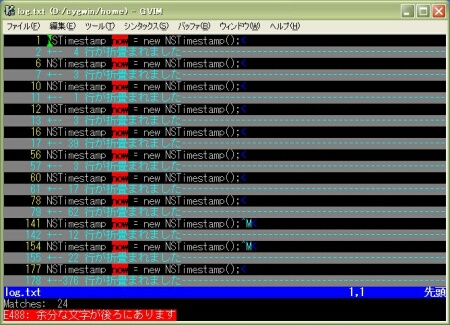 log.txt (D:/cygwin/home) - GVIM
ファイル(F) 編集(E) ツール(T) シンタックス(S) バッファ(B) ウィンドウ(W) ヘルプ(H)
1 NSTimestamp now = new NSTimestamp();<
2 +-- 4 行が折畳まれました
6 NSTimestamp now = new NSTimestamp();<
7 +-- 3 行が折畳まれました
10 NSTimestamp now = new NSTimestamp();<
11 +-- 1 行が折畳まれました
12 NSTimestamp now = new NSTimestamp();<
13 +-- 3 行が折畳まれました
16 NSTimestamp now = new NSTimestamp();<
17 +-- 39 行が折畳まれました
56 NSTimestamp now = new NSTimestamp();<
57 +-- 3 行が折畳まれました
60 NSTimestamp now = new NSTimestamp();<
61 +-- 17 行が折畳まれました
78 NSTimestamp now = new NSTimestamp();<
79 +-- 62 行が折畳まれました
141 NSTimestamp now = new NSTimestamp();^M<
142 +-- 12 行が折畳まれました
154 NSTimestamp now = new NSTimestamp();^M<
155 +-- 22 行が折畳まれました
177 NSTimestamp now = new NSTimestamp();<
178 +--376 行が折畳まれました
log.txt 1,1 先頭
Matches: 24
E488: 余分な文字が後ろにあります